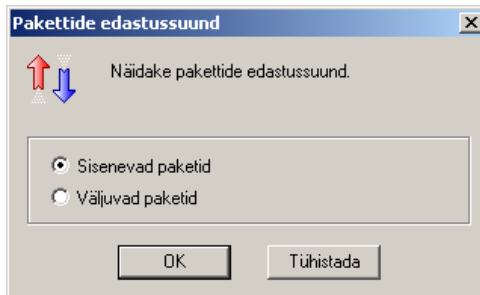 Pakettide edastussuund
Näidake pakettide edastussuund.
Sisenevad paketid
Väljuvad paketid
OK
Tühistada